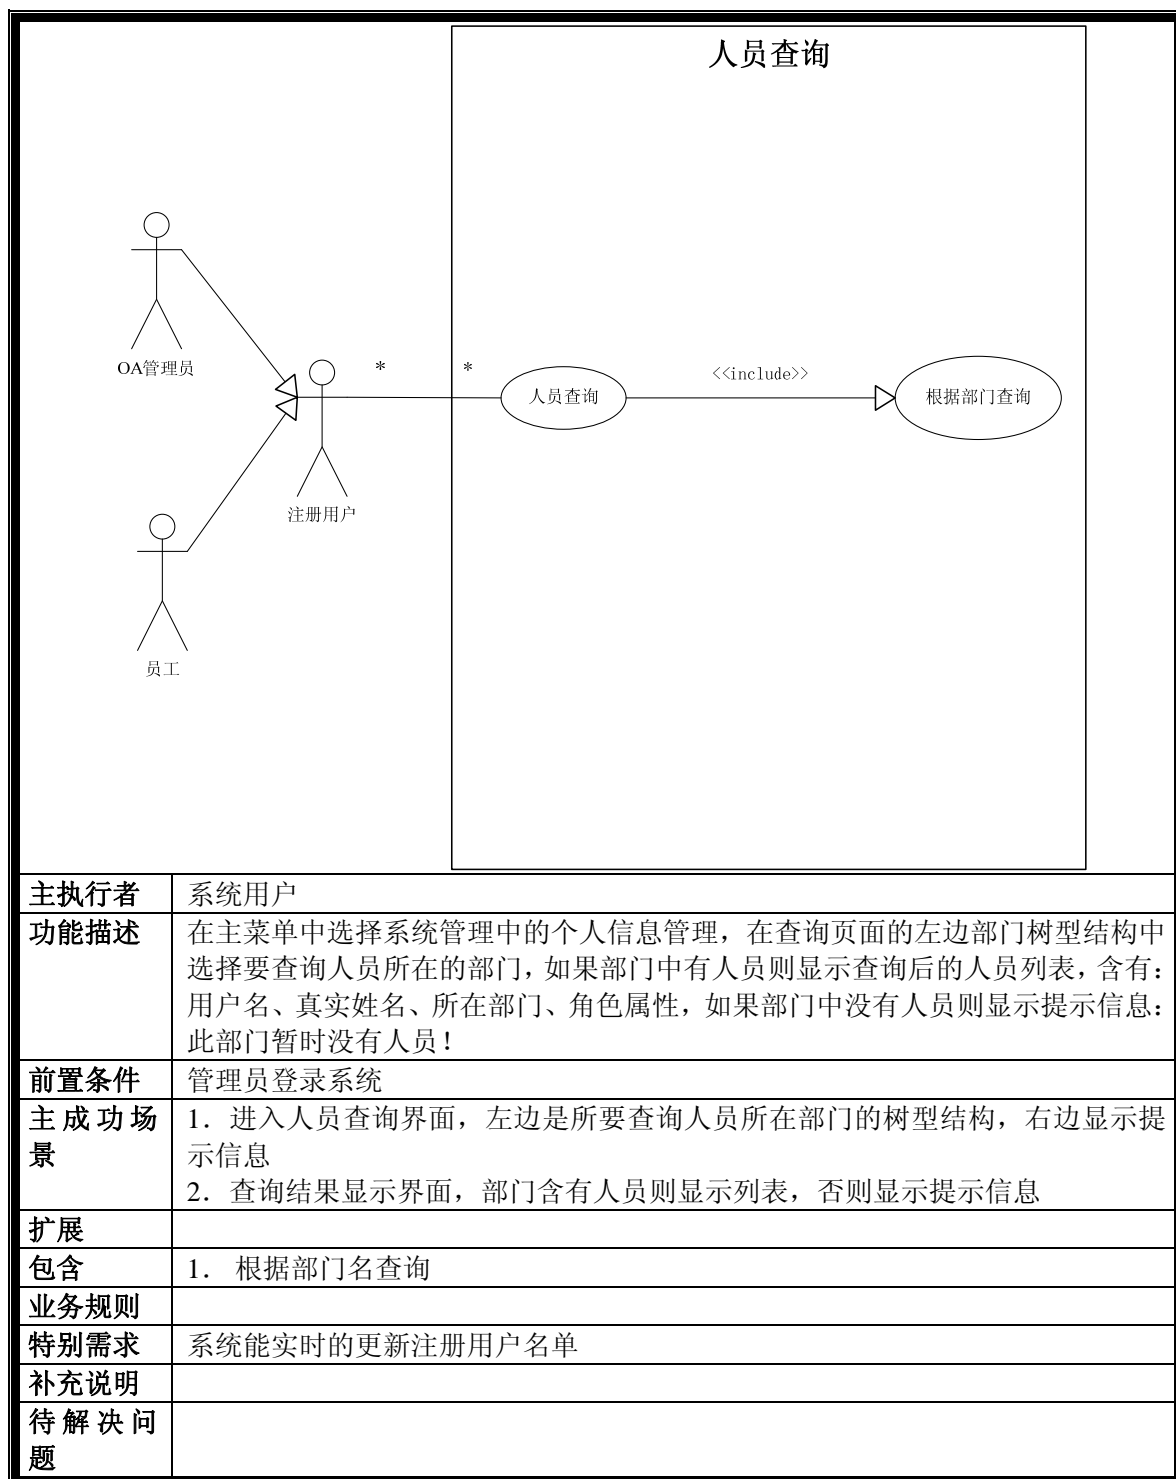 人员查询
OA管理员
*
*
<<include>>
人员查询
根据部门查询
注册用户
员工
主执行者 系统用户
功能描述 在主菜单中选择系统管理中的个人信息管理，在查询页面的左边部门树型结构中
选择要查询人员所在的部门，如果部门中有人员则显示查询后的人员列表，含有：
用户名、真实姓名、所在部门、角色属性，如果部门中没有人员则显示提示信息：
此部门暂时没有人员！
前置条件 管理员登录系统
主成功场 1．进入人员查询界面，左边是所要查询人员所在部门的树型结构，右边显示提
景 示信息
2．查询结果显示界面，部门含有人员则显示列表，否则显示提示信息
扩展
包含 1． 根据部门名查询
业务规则
特别需求 系统能实时的更新注册用户名单
补充说明
待解决问
题